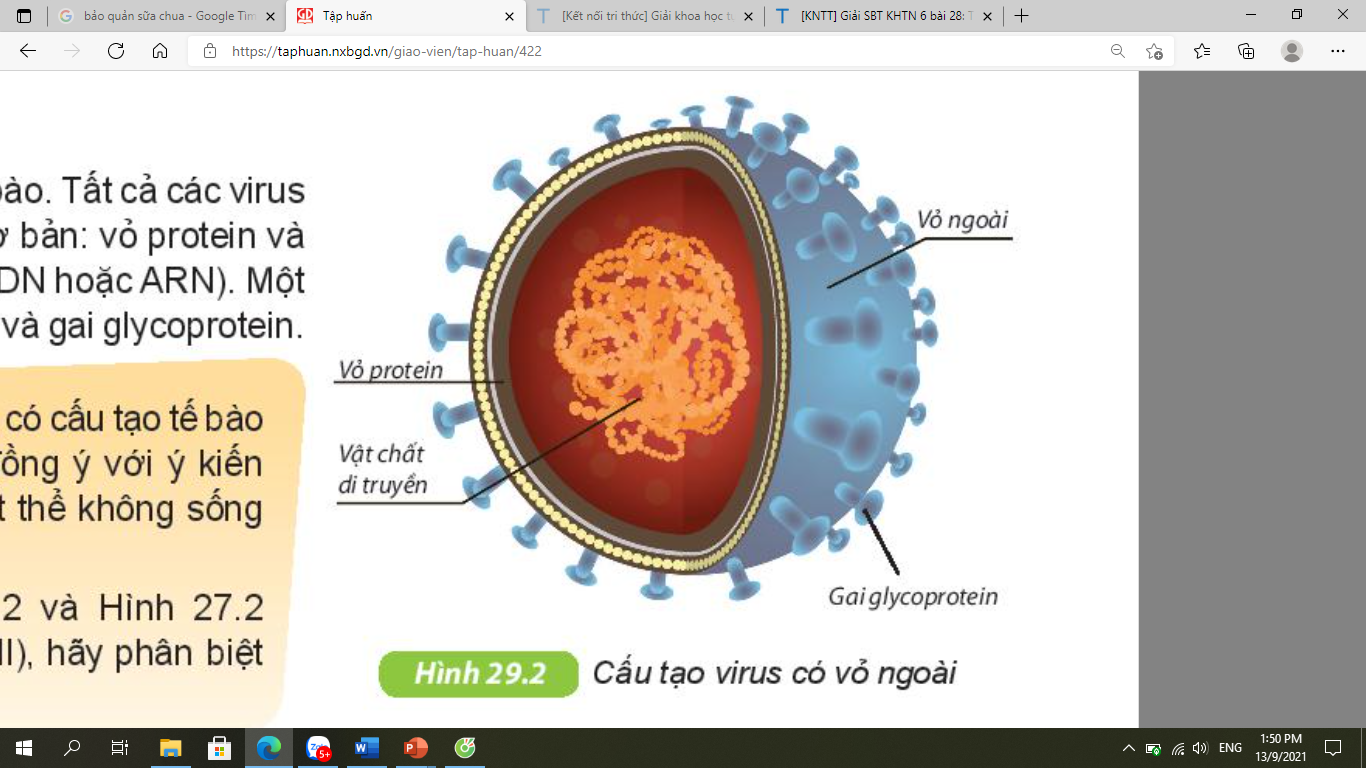 bảo quản sữa chua - Google Tìm
Tập huấn
[Kết nối tri thức] Giải khoa học tự
[KNTT] Giải SBT KHTN 6 bài 28: T
https://taphuan.nxbgd.vn/giao-vien/tap-huan/422
bào. Tất cả các virus
bản: vỏ protein và
DN hoặc ARN). Một
và gai glycoprotein.
có cấu tạo tế bào
đồng ý với ý kiến
thể không sống
2 và Hình 27.2
II), hãy phân biệt
Vỏ ngoài
Vỏ protein
Vật chất
di truyền
Gai glycoprotein
Hình 29.2 Cấu tạo virus có vỏ ngoài
5+
ENG
1:50 PM
13/9/2021